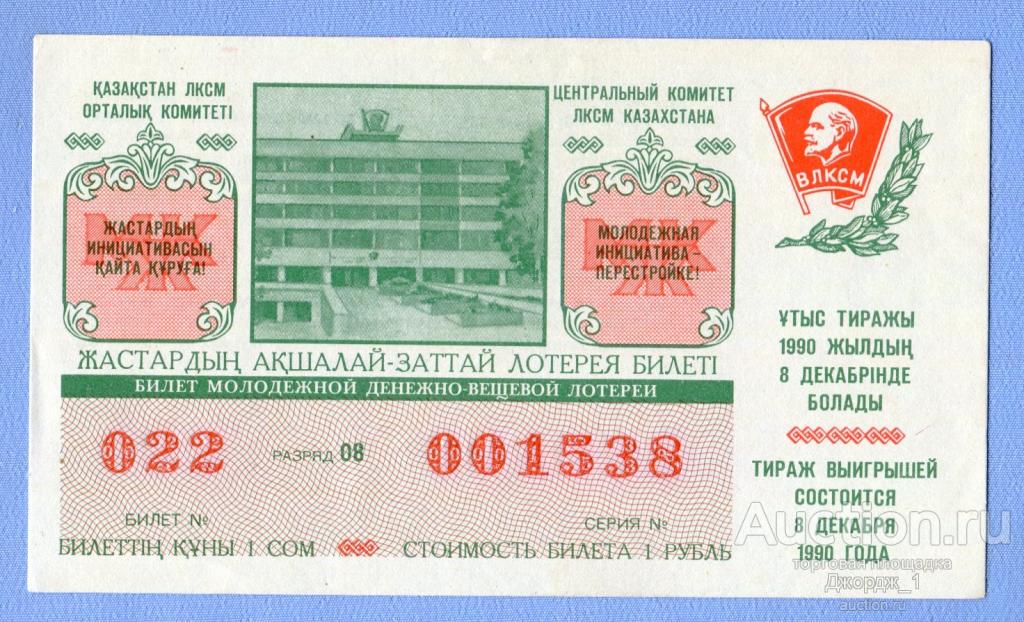 ҚАЗАҚСТАН ЛКСМ
ОРТАЛЫҚ КОМИТЕТІ
ЦЕНТРАЛЬНЫЙ КОМИТЕТ
ЛКСМ КАЗАХСТАНА
ВЛКСМ
ЖАСТАРДЫҢ
ИНИЦИАТИВАСЫН
ҚАЙТА ҚҰРУҒА!
МОЛОДЕЖНАЯ
ИНИЦИАТИВА –
ПЕРЕСТРОЙКЕ!
ЖАСТАРДЫҢ АҚШАЛАЙ-ЗАТТАЙ ЛОТЕРЕЯ БИЛЕТІ
БИЛЕТ МОЛОДЕЖНОЙ ДЕНЕЖНО-ВЕЩЕВОЙ ЛОТЕРЕИ
022 РАЗРЯД 08 001538
БИЛЕТ № СЕРИЯ №
БИЛЕТТІҢ ҚҰНЫ 1 СОМ СТОИМОСТЬ БИЛЕТА 1 РУБЛЬ
ҰТЫС ТИРАЖЫ
1990 ЖЫЛДЫҢ
8 ДЕКАБРІНДЕ
БОЛАДЫ
ТИРАЖ ВЫИГРЫШЕЙ
СОСТОИТСЯ
8 ДЕКАБРЯ
1990 ГОДА
Auction.ru
торговая площадка
Джордж_1
auction.ru